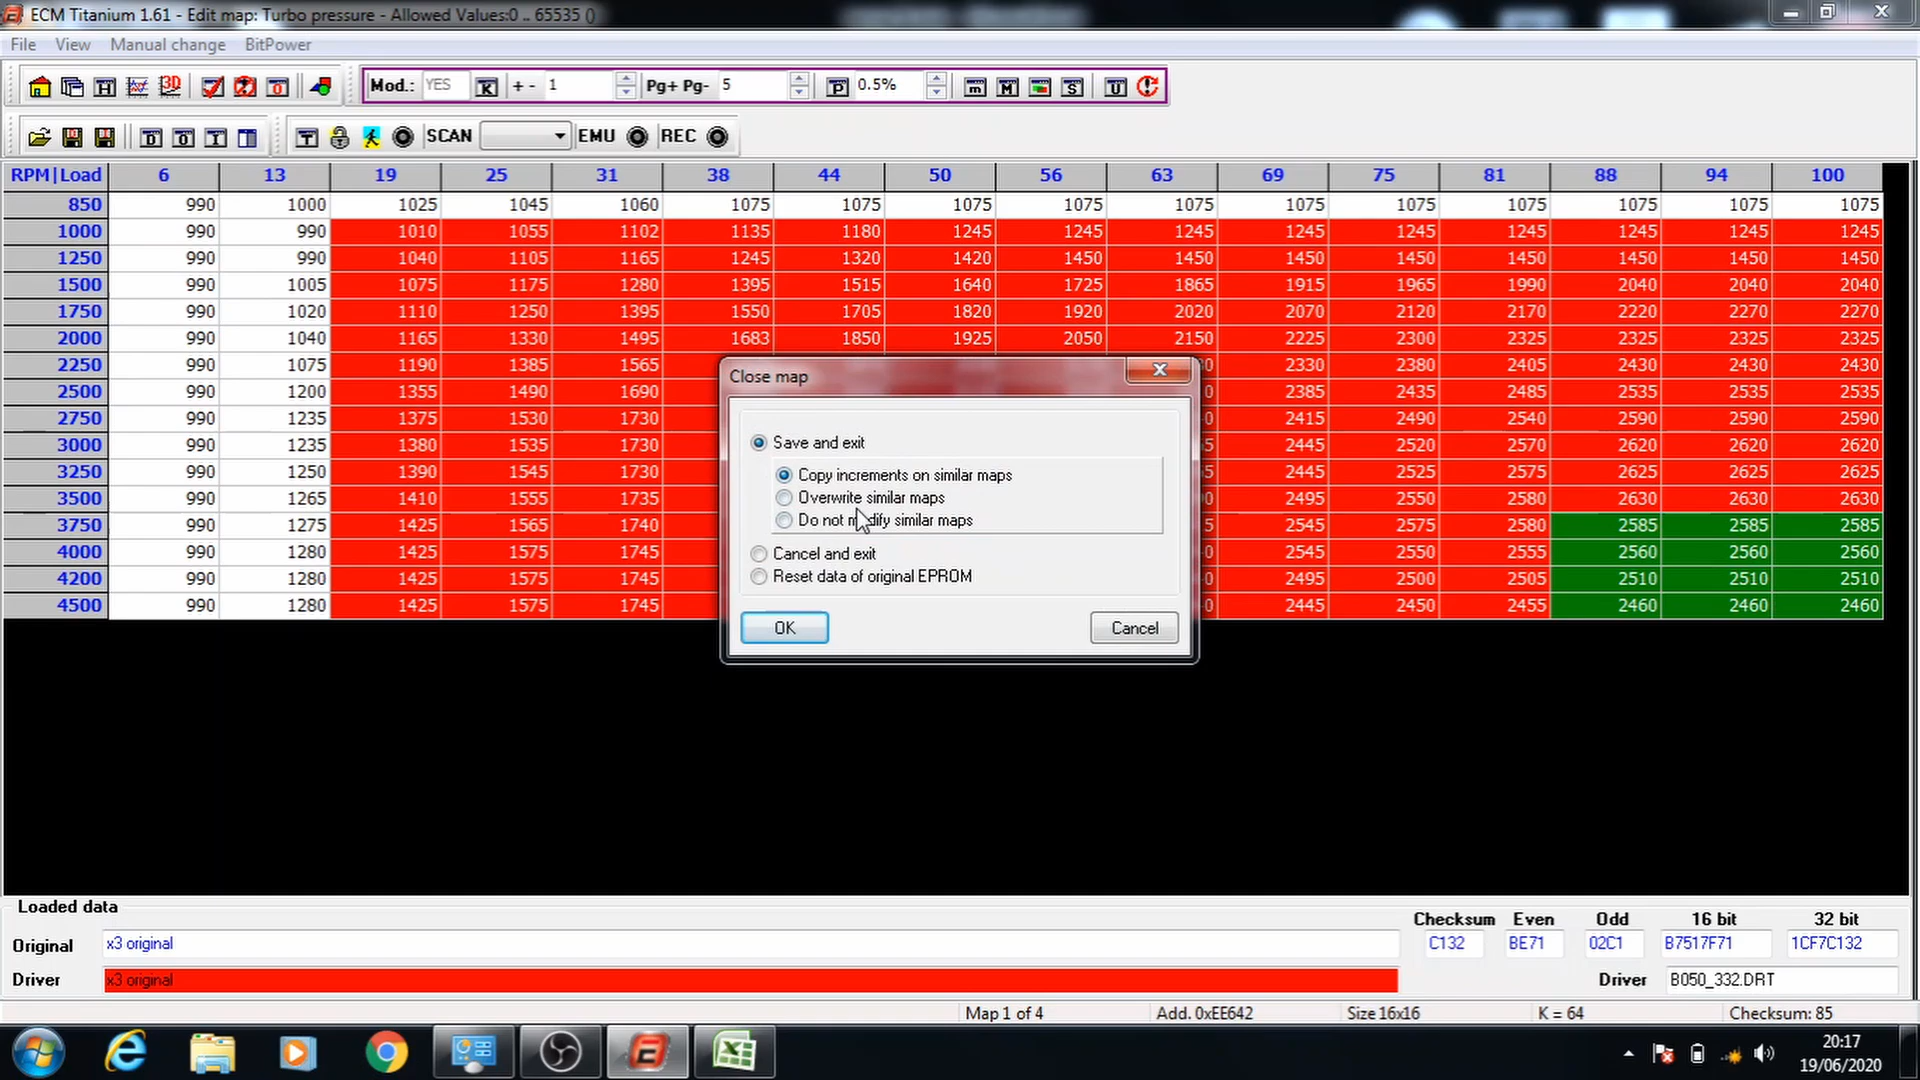 ECM Titanium 1.61 - Edit map: Turbo pressure - Allowed Values:0 .. 65535 ()
File View Manual change BitPower
Mod.: YES K + - 1 Pg+ Pg- 5 P 0.5% m M S U
D O I T SCAN EMU REC
RPM|Load 6 13 19 25 31 38 44 50 56 63 69 75 81 88 94 100
850 990 1000 1025 1045 1060 1075 1075 1075 1075 1075 1075 1075 1075 1075 1075 1075
1000 990 990 1010 1055 1102 1135 1180 1245 1245 1245 1245 1245 1245 1245 1245 1245
1250 990 990 1040 1105 1165 1245 1320 1420 1450 1450 1450 1450 1450 1450 1450 1450
1500 990 1005 1075 1175 1280 1395 1515 1640 1725 1865 1915 1965 1990 2040 2040 2040
1750 990 1020 1110 1250 1395 1550 1705 1820 1920 2020 2070 2120 2170 2220 2270 2270
2000 990 1040 1165 1330 1495 1683 1850 1925 2050 2150 2225 2300 2325 2325 2325 2325
2250 990 1075 1190 1385 1565 2330 2380 2405 2430 2430 2430
2500 990 1200 1355 1490 1690 2385 2435 2485 2535 2535 2535
2750 990 1235 1375 1530 1730 2415 2490 2540 2590 2590 2590
3000 990 1235 1380 1535 1730 2445 2520 2570 2620 2620 2620
3250 990 1250 1390 1545 1730 2445 2525 2575 2625 2625 2625
3500 990 1265 1410 1555 1735 2495 2550 2580 2630 2630 2630
3750 990 1275 1425 1565 1740 2545 2575 2580 2585 2585 2585
4000 990 1280 1425 1575 1745 2545 2550 2555 2560 2560 2560
4200 990 1280 1425 1575 1745 2495 2500 2505 2510 2510 2510
4500 990 1280 1425 1575 1745 2445 2450 2455 2460 2460 2460
Close map
Save and exit
Copy increments on similar maps
Overwrite similar maps
Do not modify similar maps
Cancel and exit
Reset data of original EPROM
OK Cancel
Loaded data
Checksum Even Odd 16 bit 32 bit
Original x3 original C132 BE71 02C1 B7517F71 1CF7C132
Driver x3 original Driver B050_332.DRT
Map 1 of 4 Add. 0xEE642 Size 16x16 K = 64 Checksum: 85
20:17
19/06/2020